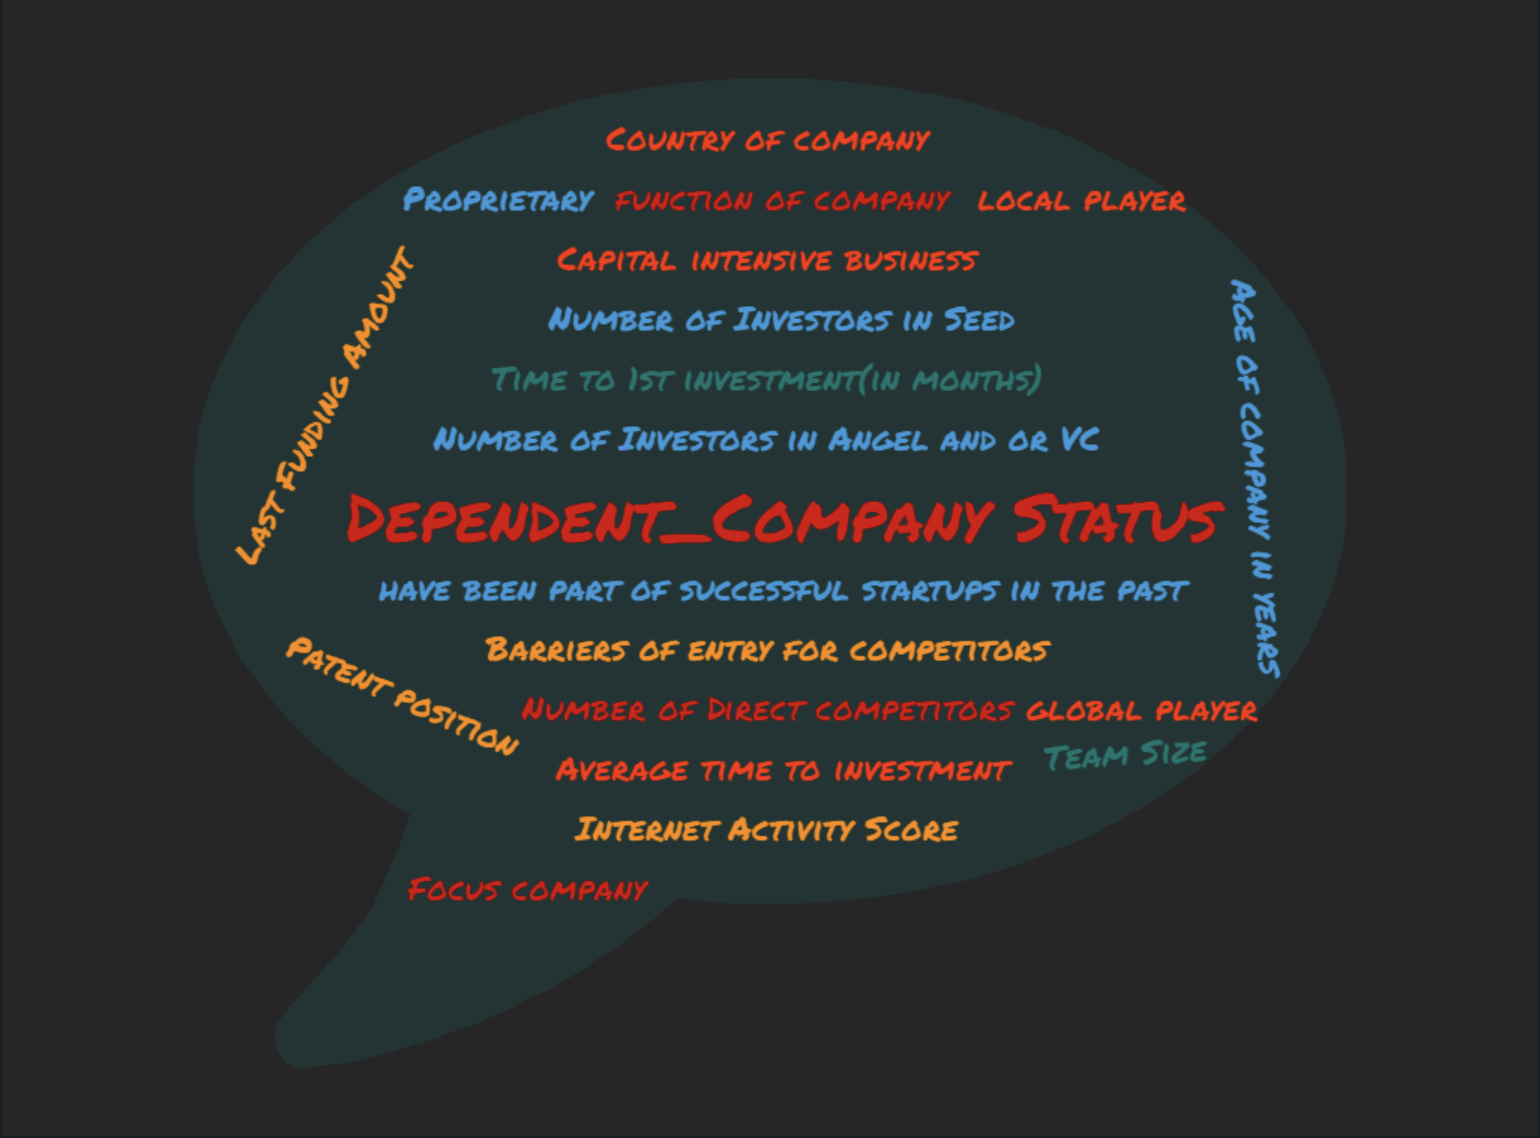 Country of company
Proprietary
function of company
local player
Capital intensive business
Last Funding Amount
Age of company in years
Number of Investors in Seed
Time to 1st investment(in months)
Number of Investors in Angel and or VC
Dependent_Company Status
have been part of successful startups in the past
Barriers of entry for competitors
Patent position
Number of Direct competitors
global player
Average time to investment
Team Size
Internet Activity Score
Focus company